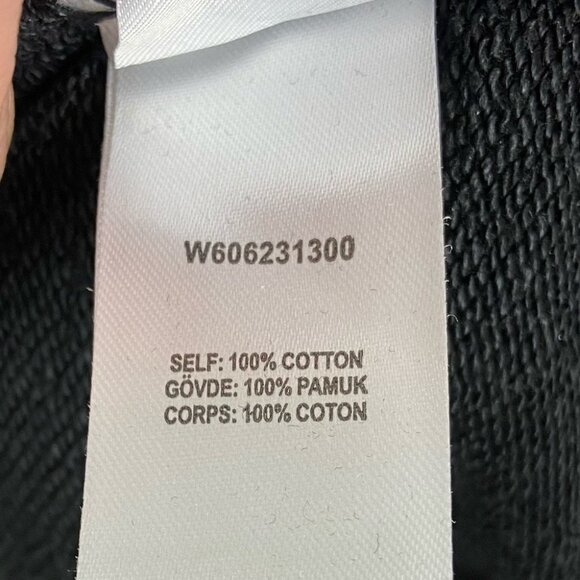 W606231300
SELF: 100% COTTON
GÖVDE: 100% PAMUK
CORPS: 100% COTON